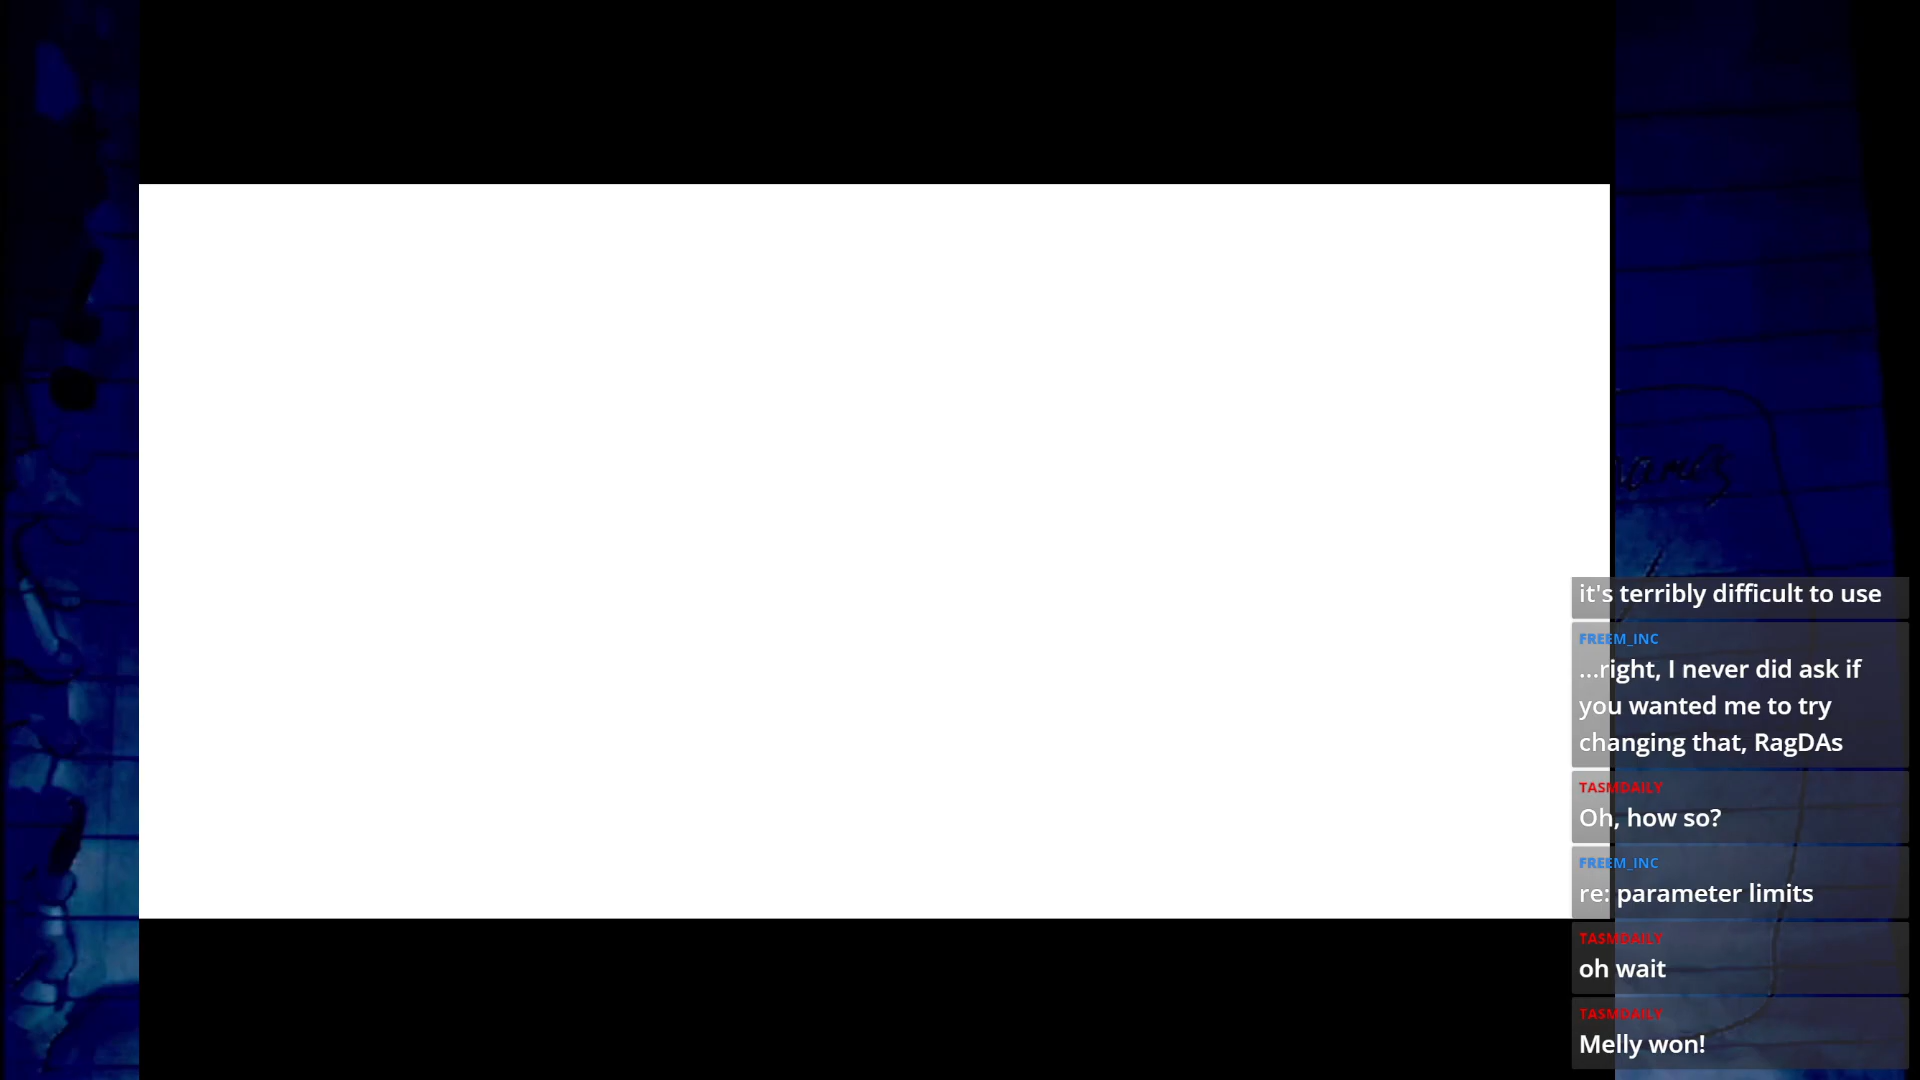 it's terribly difficult to use
FREEM_INC
...right, I never did ask if
you wanted me to try
changing that, RagDAs
TASMDAILY
Oh, how so?
FREEM_INC
re: parameter limits
TASMDAILY
oh wait
TASMDAILY
Melly won!